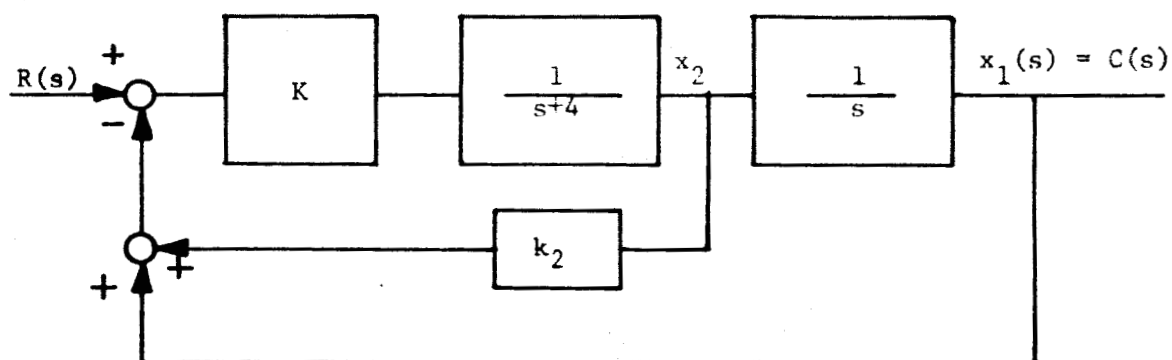 +
R(s)
-
K
1
s+4
x2
1
s
x1(s) = C(s)
k2
+
+